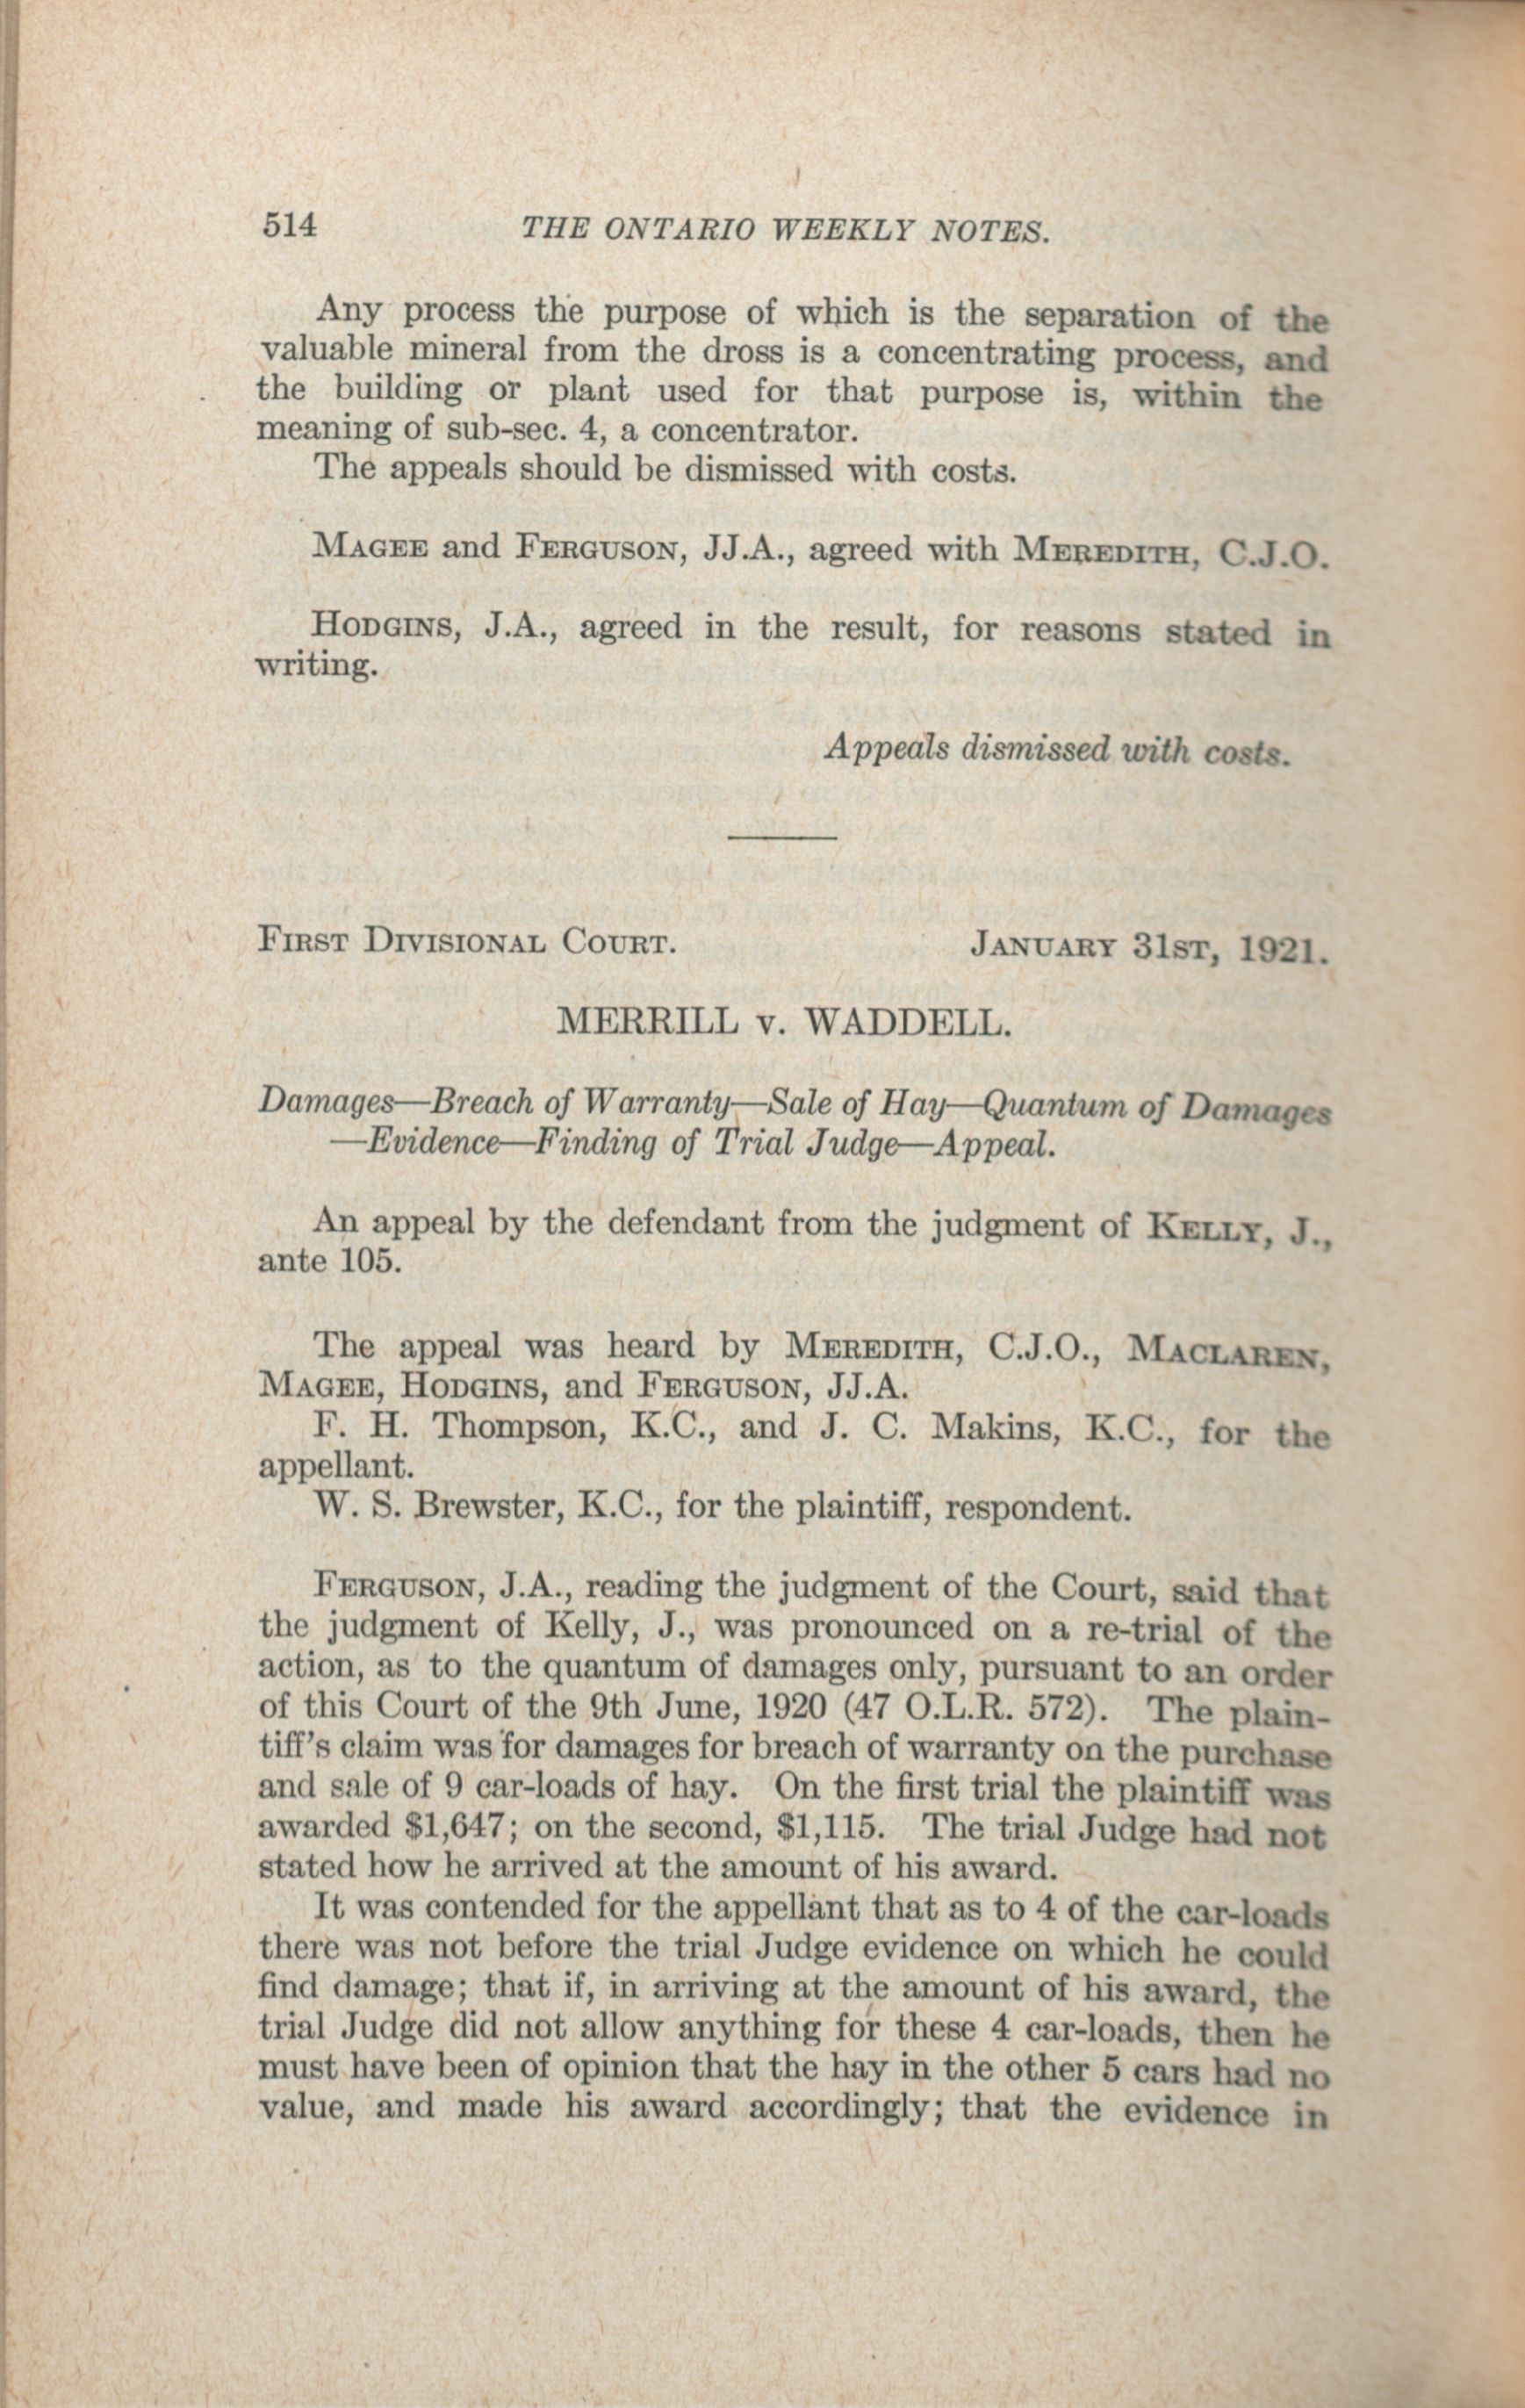 514 THE ONTARIO WEEKLY NOTES.
Any process the purpose of which is the separation of the
valuable mineral from the dross is a concentrating process, and
the building or plant used for that purpose is, within the
meaning of sub-sec. 4, a concentrator.
The appeals should be dismissed with costs.
MAGEE and FERGUSON, JJ.A., agreed with MEREDITH, C.J.O.
HODGINS, J.A., agreed in the result, for reasons stated in
writing.
Appeals dismissed with costs.
FIRST DIVISIONAL COURT. JANUARY 31ST, 1921.
MERRILL v. WADDELL.
Damages—Breach of Warranty—Sale of Hay—Quantum of Damages
—Evidence—Finding of Trial Judge—Appeal.
An appeal by the defendant from the judgment of KELLY, J.,
ante 105.
The appeal was heard by MEREDITH, C.J.O., MACLAREN,
MAGEE, HODGINS, and FERGUSON, JJ.A.
F. H. Thompson, K.C., and J. C. Makins, K.C., for the
appellant.
W. S. Brewster, K.C., for the plaintiff, respondent.
FERGUSON, J.A., reading the judgment of the Court, said that
the judgment of Kelly, J., was pronounced on a re-trial of the
action, as to the quantum of damages only, pursuant to an order
of this Court of the 9th June, 1920 (47 O.L.R. 572). The plain-
tiff's claim was for damages for breach of warranty on the purchase
and sale of 9 car-loads of hay. On the first trial the plaintiff was
awarded $1,647; on the second, $1,115. The trial Judge had not
stated how he arrived at the amount of his award.
It was contended for the appellant that as to 4 of the car-loads
there was not before the trial Judge evidence on which he could
find damage; that if, in arriving at the amount of his award, the
trial Judge did not allow anything for these 4 car-loads, then he
must have been of opinion that the hay in the other 5 cars had no
value, and made his award accordingly; that the evidence in